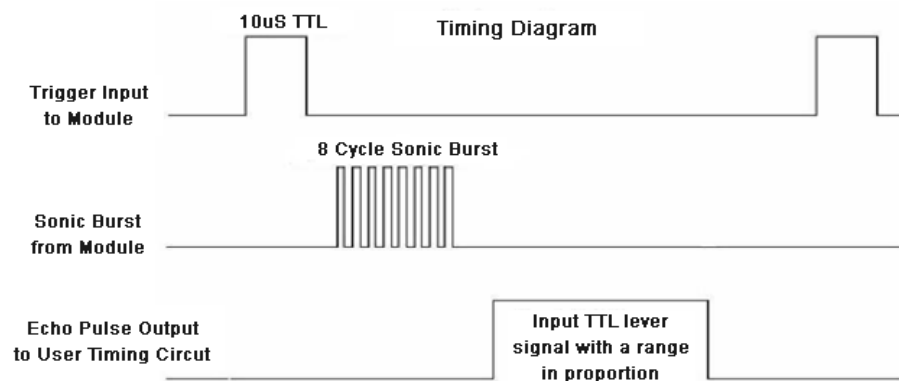 10uS TTL
Timing Diagram
Trigger Input
to Module
8 Cycle Sonic Burst
Sonic Burst
from Module
Echo Pulse Output
to User Timing Circut
Input TTL lever
signal with a range
in proportion